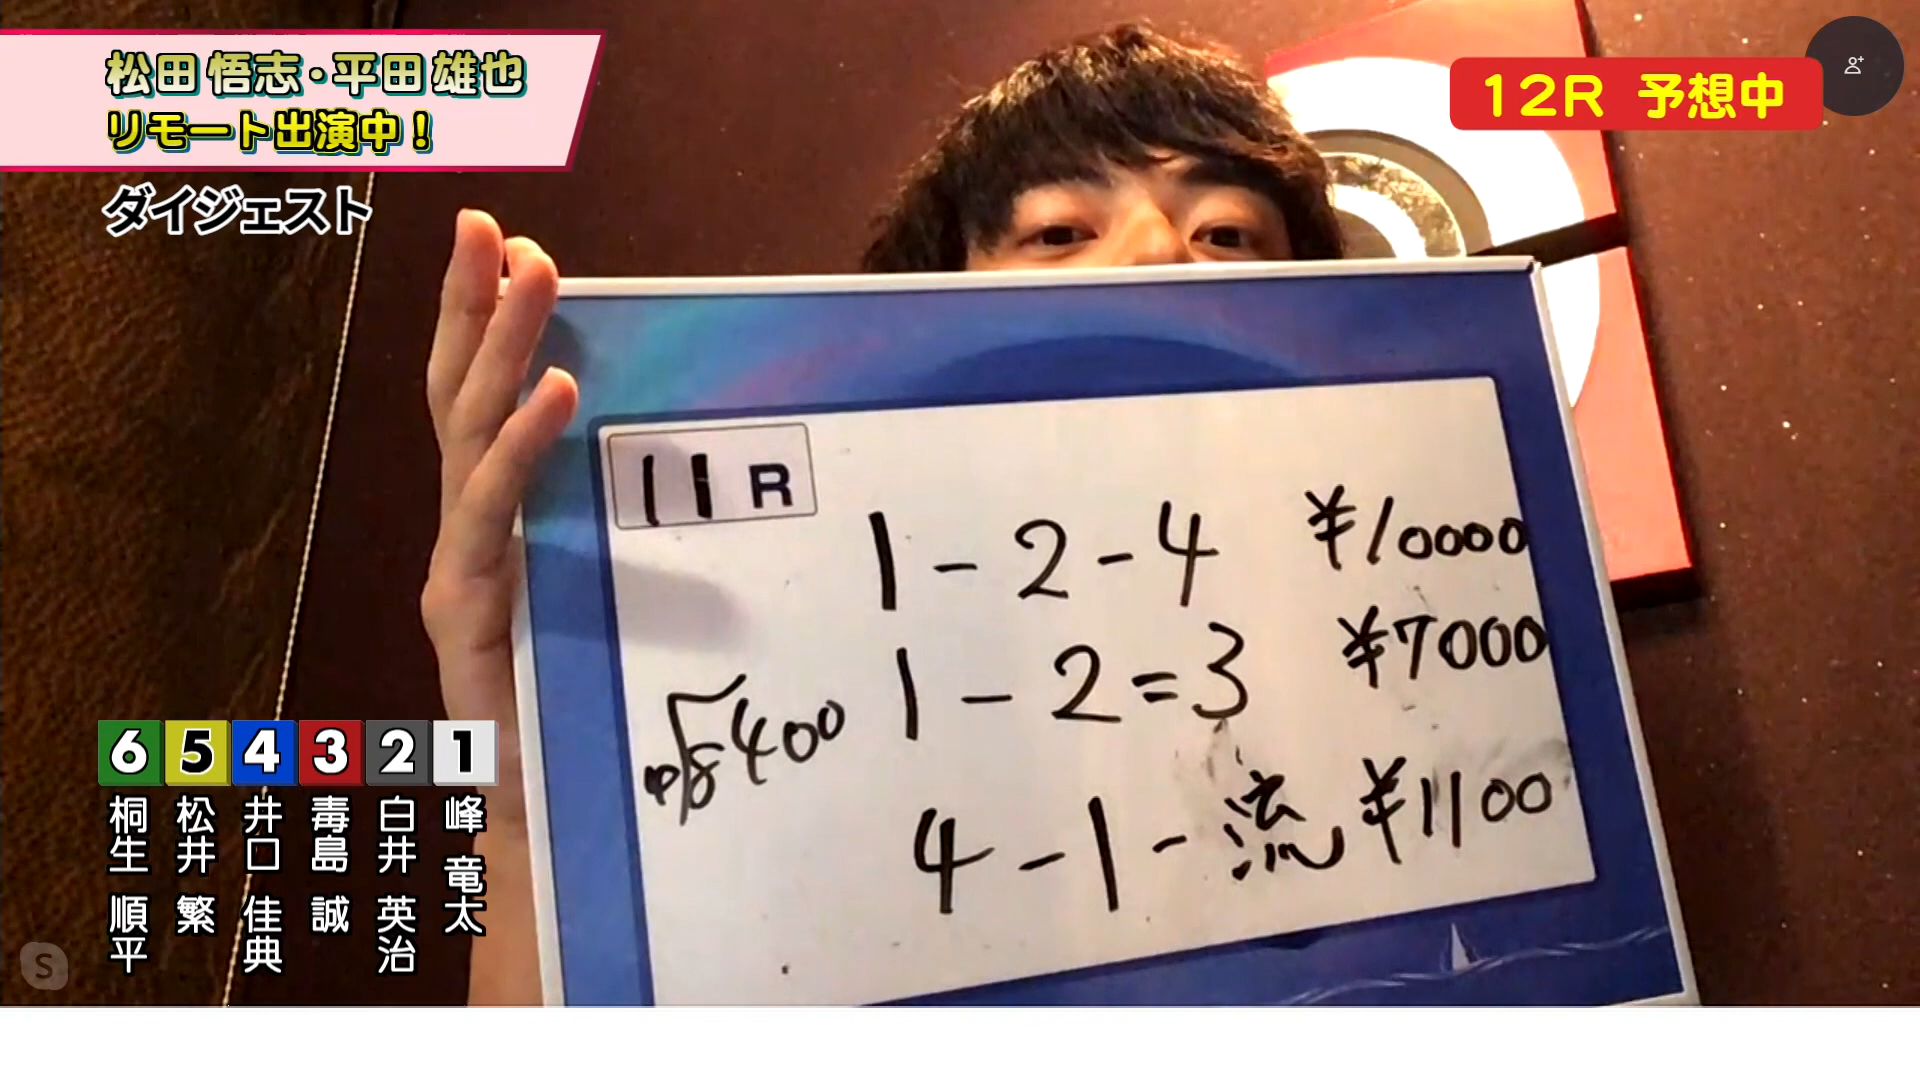 松田 悟志・平田 雄也
リモート出演中！
ダイジェスト
12R 予想中
11R
1-2-4 ¥10000
1-2=3 ¥7000
400
4-1-流 ¥1100
6 5 4 3 2 1
桐生 順平
松井 繁
井口 佳典
毒島 誠
白井 英治
峰 竜太
S